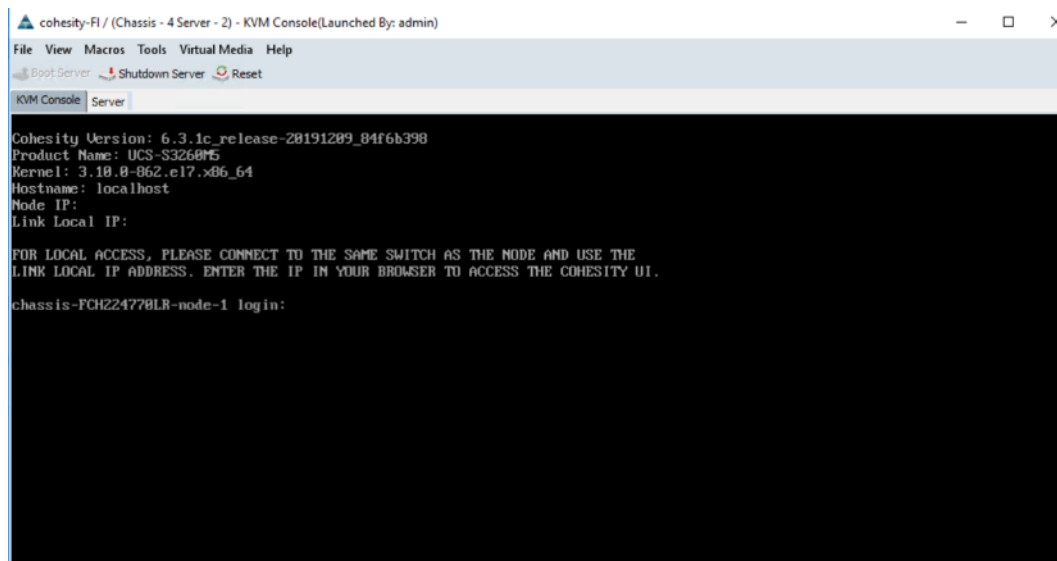 cohesity-FI / (Chassis - 4 Server - 2) - KVM Console(Launched By: admin)
File View Macros Tools Virtual Media Help
Boot Server Shutdown Server Reset
KVM Console Server
Cohesity Version: 6.3.1c_release-20191209_84f6b398
Product Name: UCS-S3260M5
Kernel: 3.10.0-862.el7.x86_64
Hostname: localhost
Node IP:
Link Local IP:
FOR LOCAL ACCESS, PLEASE CONNECT TO THE SAME SWITCH AS THE NODE AND USE THE
LINK LOCAL IP ADDRESS. ENTER THE IP IN YOUR BROWSER TO ACCESS THE COHESITY UI.
chassis-FCH224770LR-node-1 login: